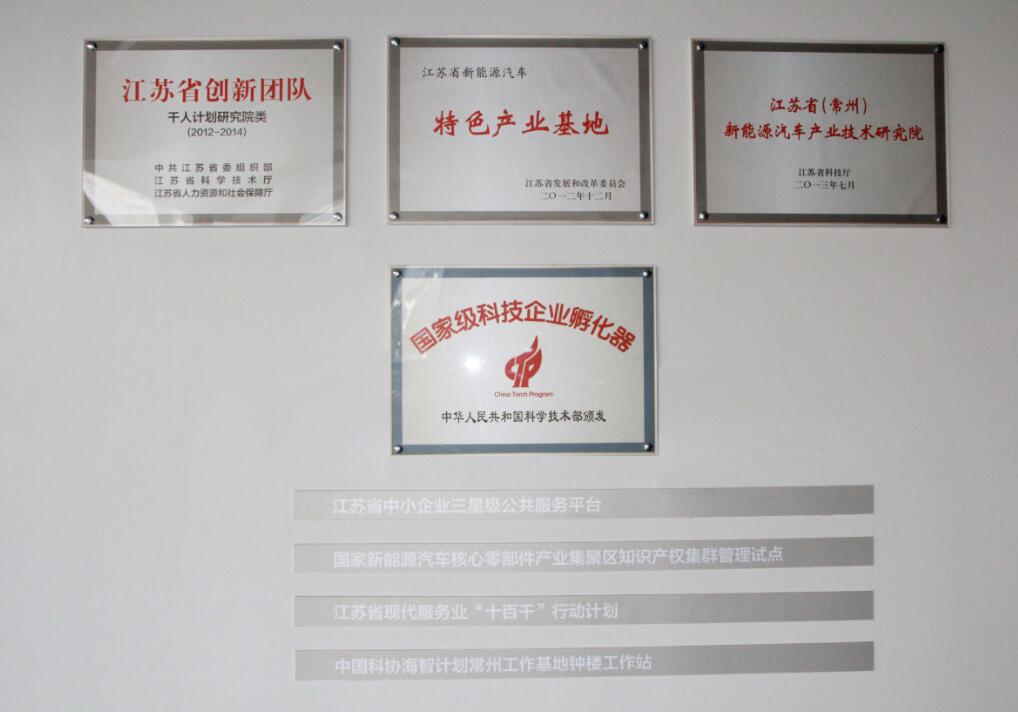 江苏省创新团队
千人计划研究院类
(2012-2014)
中共江苏省委组织部
江苏省科学技术厅
江苏省人力资源和社会保障厅
江苏省新能源汽车
特色产业基地
江苏省发展和改革委员会
二〇一二年十二月
江苏省(常州)
新能源汽车产业技术研究院
江苏省科技厅
二〇一三年七月
国家级科技企业孵化器
CTP
China Torch Program
中华人民共和国科学技术部颁发
江苏省中小企业三星级公共服务平台
国家新能源汽车核心零部件产业集聚区知识产权集群管理试点
江苏省现代服务业“十百千”行动计划
中国科协海智计划常州工作基地钟楼工作站